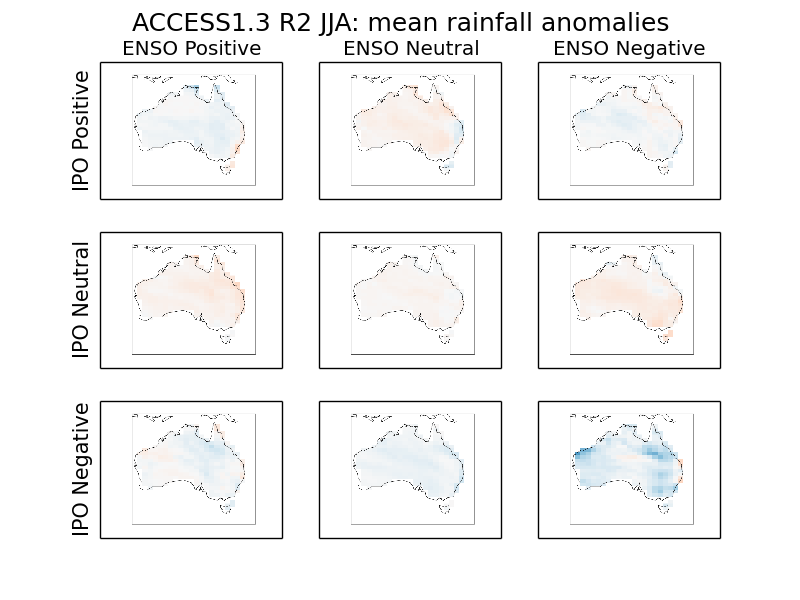 ACCESS1.3 R2 JJA: mean rainfall anomalies
ENSO Positive
ENSO Neutral
ENSO Negative
IPO Positive
IPO Neutral
IPO Negative